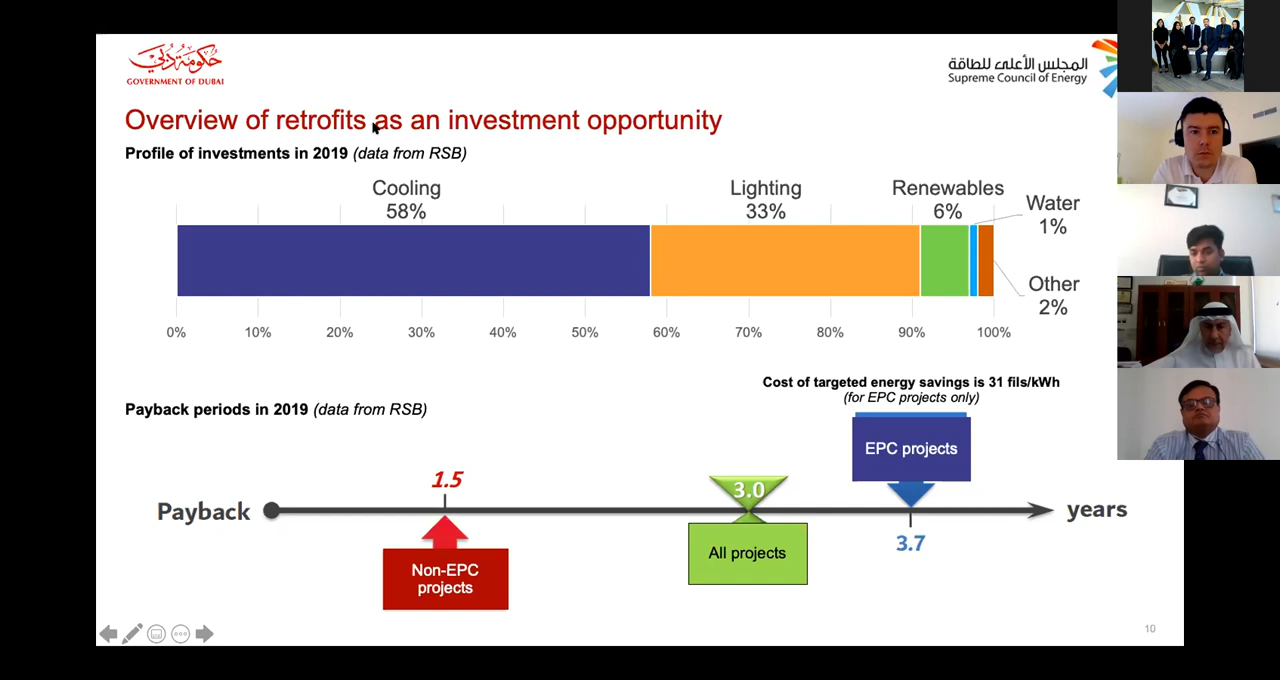 حكومة دبي
GOVERNMENT OF DUBAI
المجلس الأعلى للطاقة
Supreme Council of Energy
Overview of retrofits as an investment opportunity
Profile of investments in 2019 (data from RSB)
Cooling
58%
Lighting
33%
Renewables
6%
Water
1%
Other
2%
0% 10% 20% 30% 40% 50% 60% 70% 80% 90% 100%
Cost of targeted energy savings is 31 fils/kWh
(for EPC projects only)
Payback periods in 2019 (data from RSB)
EPC projects
1.5
3.0
Payback
years
3.7
All projects
Non-EPC
projects
10